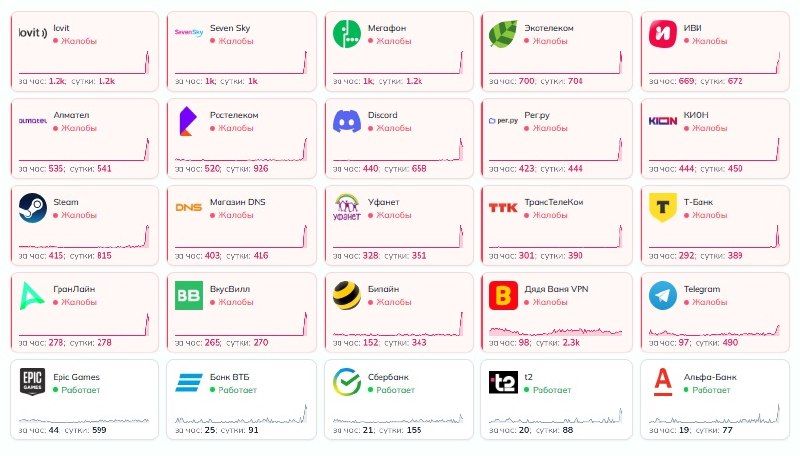 lovit
lovit
Жалобы
за час: 1.2k; сутки: 1.2k
SevenSky
Seven Sky
Жалобы
за час: 1k; сутки: 1k
Мегафон
Жалобы
за час: 1k; сутки: 1.2k
Экотелеком
Жалобы
за час: 700; сутки: 704
ИВИ
Жалобы
за час: 669; сутки: 672
almatel
Алмател
Жалобы
за час: 535; сутки: 541
Ростелеком
Жалобы
за час: 520; сутки: 926
Discord
Жалобы
за час: 440; сутки: 658
рег.ру
Рег.ру
Жалобы
за час: 423; сутки: 444
KION
КИОН
Жалобы
за час: 444; сутки: 450
Steam
Жалобы
за час: 415; сутки: 815
DNS
Магазин DNS
Жалобы
за час: 403; сутки: 416
уфанет
Уфанет
Жалобы
за час: 328; сутки: 351
ТТК
ТрансТелеКом
Жалобы
за час: 301; сутки: 390
Т
Т-Банк
Жалобы
за час: 292; сутки: 389
ГранЛайн
Жалобы
за час: 278; сутки: 278
BB
ВкусВилл
Жалобы
за час: 265; сутки: 270
Билайн
Жалобы
за час: 152; сутки: 343
B
Дядя Ваня VPN
Жалобы
за час: 98; сутки: 2.3k
Telegram
Жалобы
за час: 97; сутки: 490
EPIC
GAMES
Epic Games
Работает
за час: 44; сутки: 599
Банк ВТБ
Работает
за час: 25; сутки: 91
Сбербанк
Работает
за час: 21; сутки: 155
t2
t2
Работает
за час: 20; сутки: 88
А
Альфа-Банк
Работает
за час: 19; сутки: 77